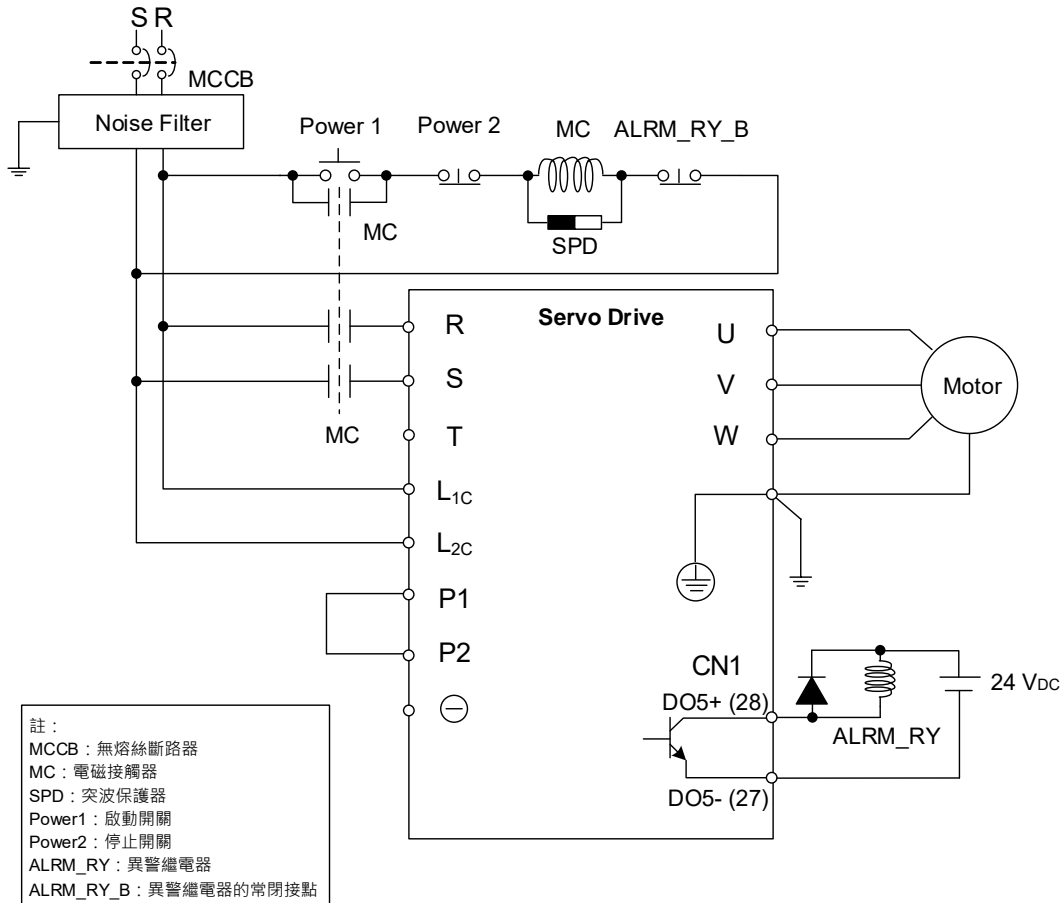 S R
MCCB
Noise Filter
Power 1
Power 2
MC
ALRM_RY_B
MC
SPD
Servo Drive
R
S
T
MC
L1C
L2C
P1
P2
U
V
W
Motor
CN1
DO5+ (28)
DO5- (27)
ALRM_RY
24 VDC
註：
MCCB：無熔絲斷路器
MC：電磁接觸器
SPD：突波保護器
Power1：啟動開關
Power2：停止開關
ALRM_RY：異警繼電器
ALRM_RY_B：異警繼電器的常閉接點